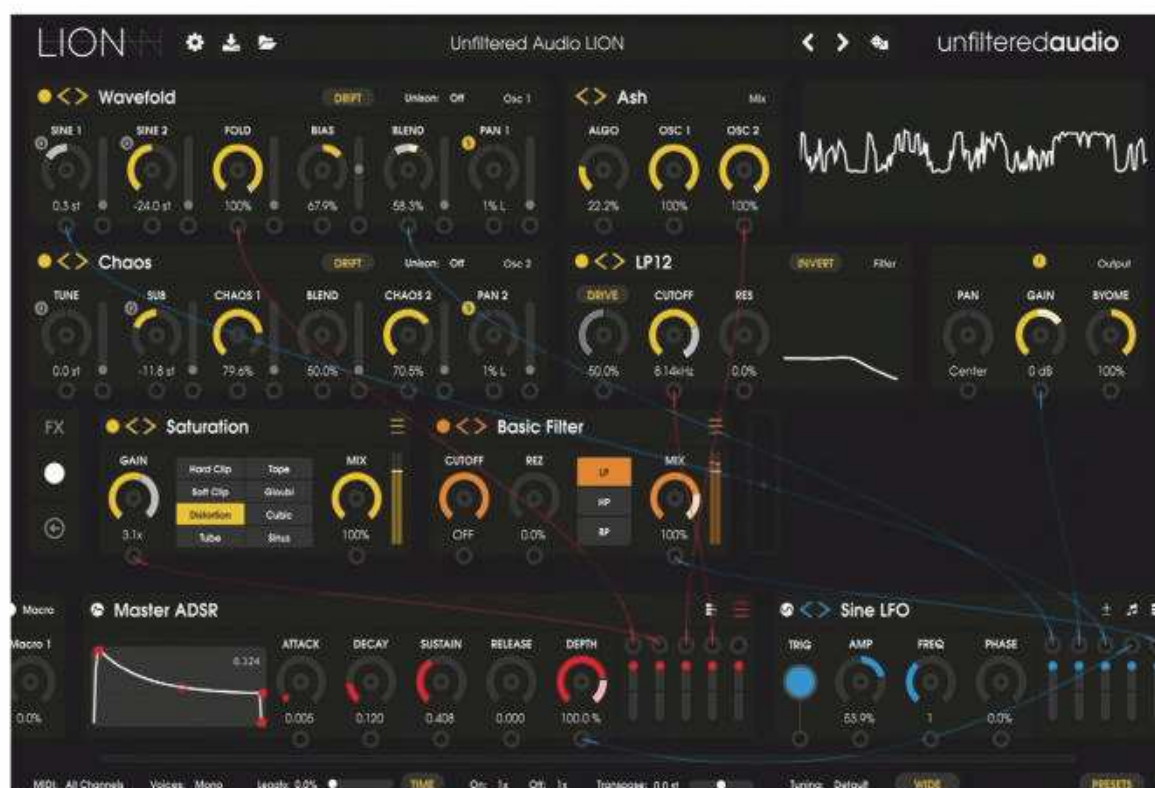 LION Unfiltered Audio LION unfilteredaudio
Wavefold DRIFT Unison: Off Osc 1
SINE 1 SINE 2 FOLD BIAS BLEND PAN 1
0.3 st -24.0 st 100% 67.9% 58.3% 1% L
Ash Mix
ALGO OSC 1 OSC 2
22.2% 100% 100%
Chaos DRIFT Unison: Off Osc 2
TUNE SUB CHAOS 1 BLEND CHAOS 2 PAN 2
0.0 st -11.8 st 79.6% 50.0% 70.5% 1% L
LP12 INVERT Filter
DRIVE CUTOFF RES
-50.0% 8.14kHz 0.0%
Output
PAN GAIN BYOME
Center 0 dB 100%
FX
Saturation
GAIN MIX
Hard Clip Tape
Soft Clip Gloubi
Distortion Cubic
Tube Sinus
3.1x 100%
Basic Filter
CUTOFF REZ MIX
LP
HP
BP
OFF 0.0% 100%
Macro
Macro 1
0.0%
Master ADSR
0.324
ATTACK DECAY SUSTAIN RELEASE DEPTH
0.005 0.120 0.408 0.000 100.0 %
Sine LFO
TRIG AMP FREQ PHASE
53.9% 1 0.0%
MIDI: All Channels Voices: Mono Legato: 0.0% TIME On: 1x Off: 1x Transpose: 0.0 st Tuning: Default WIDE PRESETS